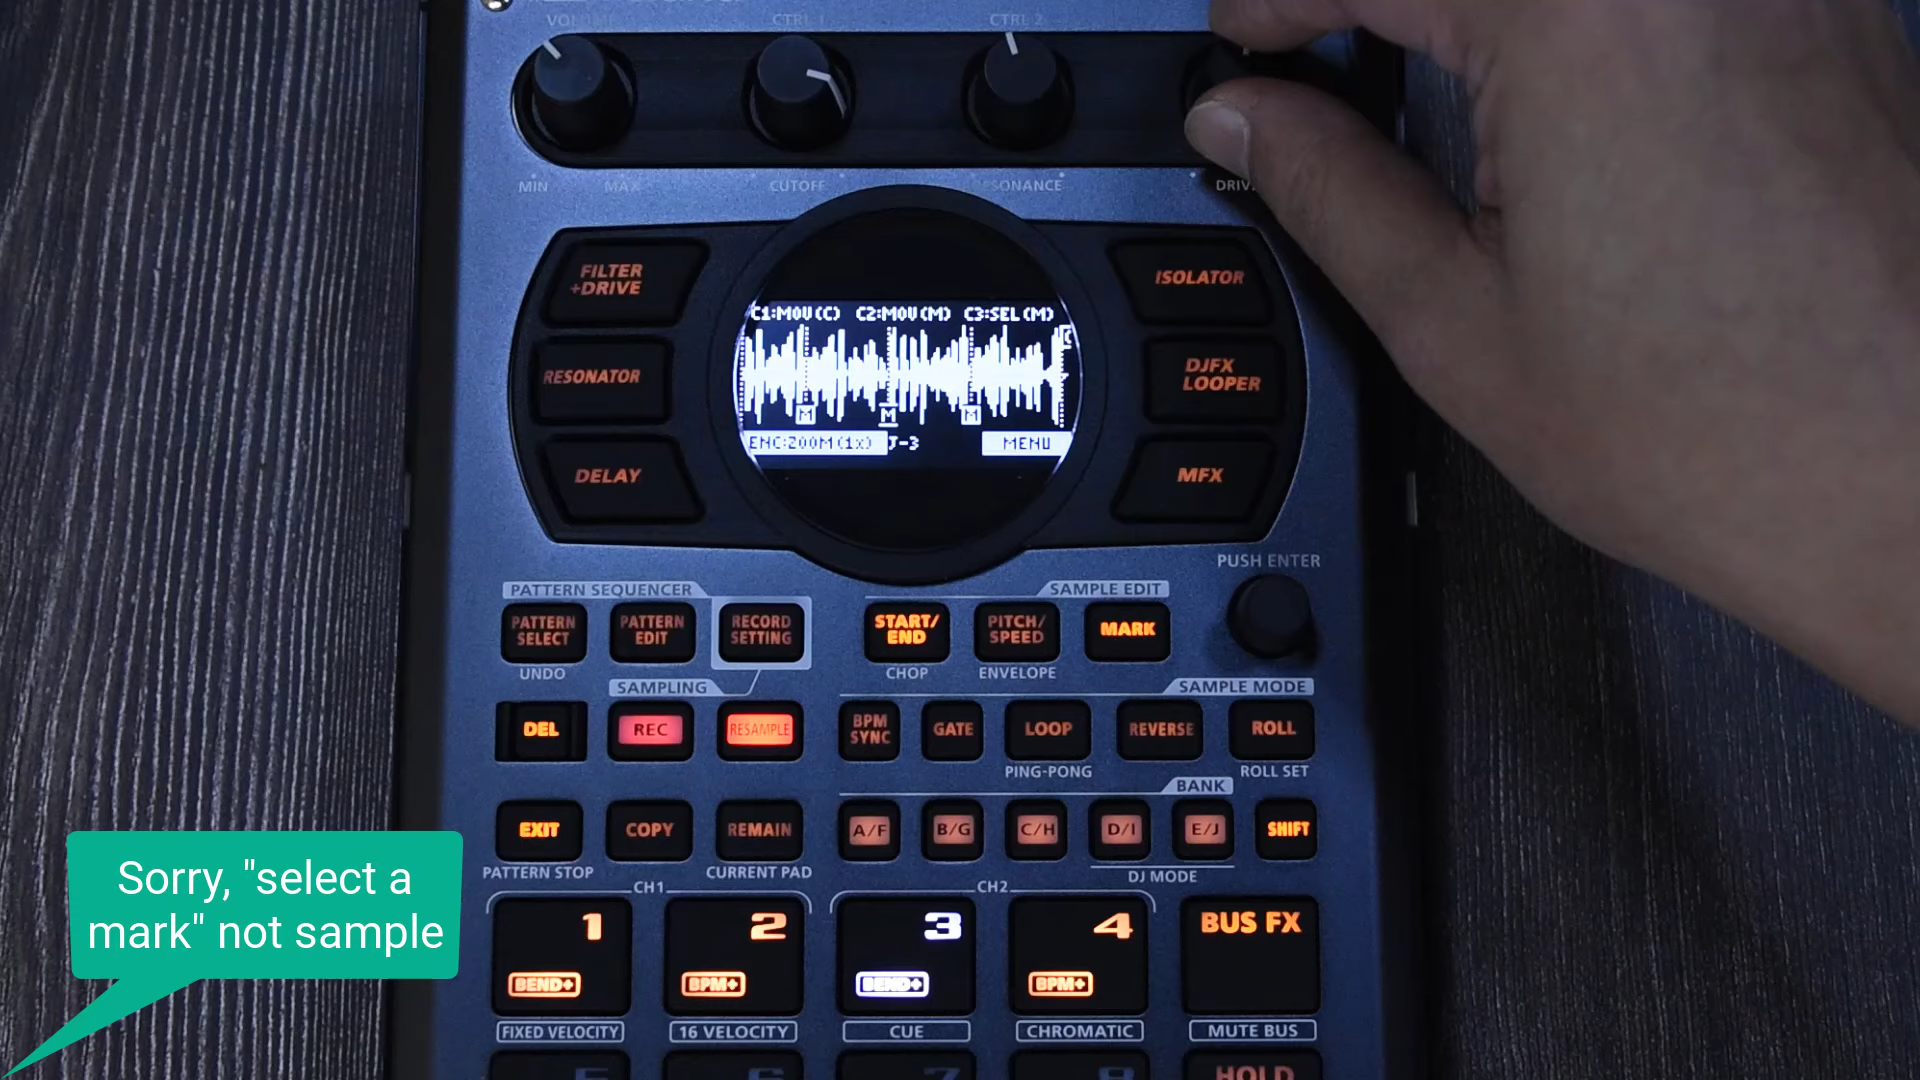 VOLUME CTRL 1 CTRL 2
MIN MAX CUTOFF RESONANCE
FILTER
+DRIVE
ISOLATOR
C1:MOV(C) C2:MOV(M) C3:SEL(M)
RESONATOR
DJFX
LOOPER
M M M
ENC:ZOOM(1x) J-3 MENU
DELAY
MFX
PUSH ENTER
PATTERN SEQUENCER SAMPLE EDIT
PATTERN
SELECT
PATTERN
EDIT
RECORD
SETTING
START/
END
PITCH/
SPEED
MARK
UNDO CHOP ENVELOPE
SAMPLING SAMPLE MODE
DEL REC RESAMPLE
BPM
SYNC
GATE LOOP REVERSE ROLL
PING-PONG ROLL SET
BANK
EXIT COPY REMAIN A/F B/G C/H D/I E/J SHIFT
PATTERN STOP CURRENT PAD DJ MODE
CH1 CH2
1 2 3 4 BUS FX
BEND+ BPM+ BEND+ BPM+
FIXED VELOCITY 16 VELOCITY CUE CHROMATIC MUTE BUS
HOLD
Sorry, "select a
mark" not sample